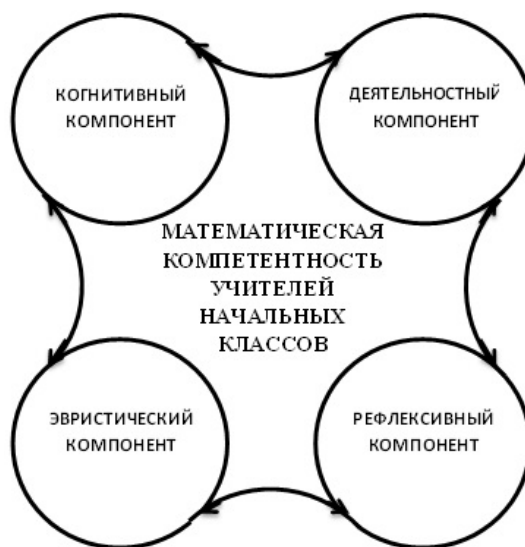 КОГНИТИВНЫЙ
КОМПОНЕНТ
ДЕЯТЕЛЬНОСТНЫЙ
КОМПОНЕНТ
МАТЕМАТИЧЕСКАЯ
КОМПЕТЕНТНОСТЬ
УЧИТЕЛЕЙ
НАЧАЛЬНЫХ
КЛАССОВ
ЭВРИСТИЧЕСКИЙ
КОМПОНЕНТ
РЕФЛЕКСИВНЫЙ
КОМПОНЕНТ